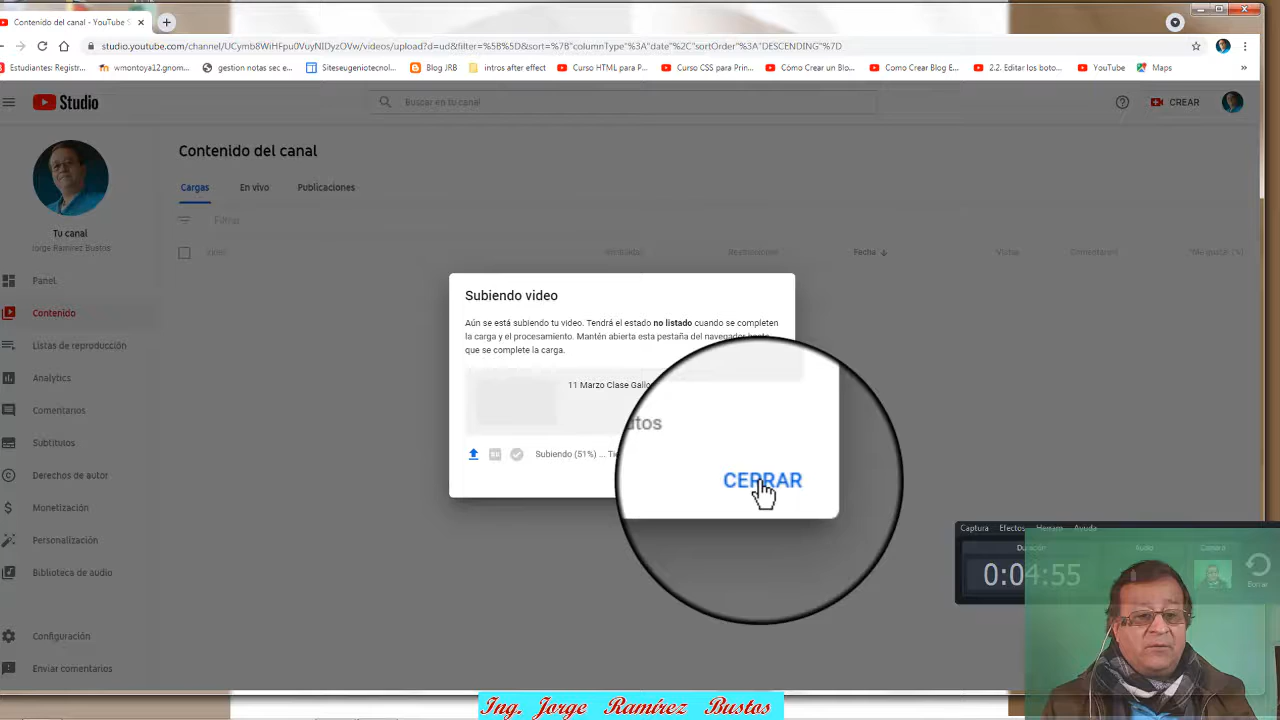 Contenido del canal - YouTube S
studio.youtube.com/channel/UCymb8WiHFpu0VuyNIDyzOVw/videos/upload?d=ud&filter=%5B%5D&sort=%7B"columnType"%3A"date"%2C"sortOrder"%3A"DESCENDING"%7D
Estudiantes: Registr...
wmontoya12.gnom...
gestion notas sec e...
Siteseugeniotecnol...
Blog JRB
intros after effect
Curso HTML para P...
Curso CSS para Prin...
Cómo Crear un Blo...
Como Crear Blog E...
2.2. Editar los boto...
YouTube
Maps
»
Studio
Buscar en tu canal
CREAR
Contenido del canal
Cargas
En vivo
Publicaciones
Filtrar
Fecha
Vistas
Comentarios
Tu canal
Jorge Ramirez Bustos
Panel
Contenido
Listas de reproducción
Analytics
Comentarios
Subtítulos
Derechos de autor
Monetización
Personalización
Biblioteca de audio
Configuración
Enviar comentarios
Subiendo video
Aún se está subiendo tu video. Tendrá el estado no listado cuando se completen
la carga y el procesamiento. Mantén abierta esta pestaña del navegador
que se complete la carga.
11 Marzo Clase
Subiendo (51%) ...
CERRAR
Captura Efectos Ayuda
Duración
0:04:55
Borrar
Ing. Jorge Ramírez Bustos